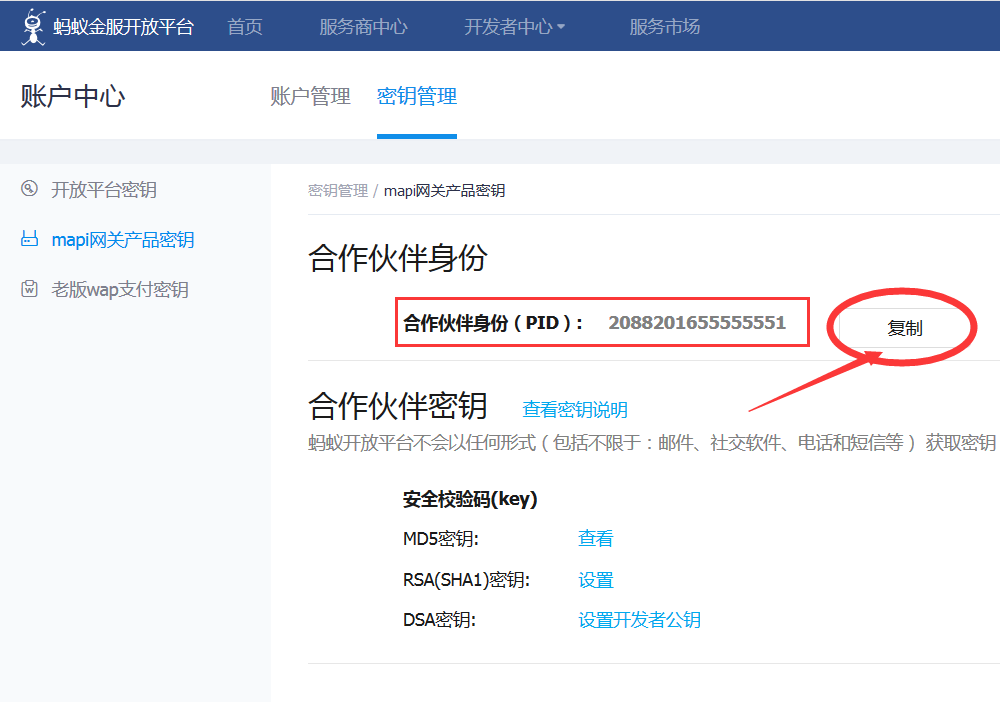 蚂蚁金服开放平台 首页 服务商中心 开发者中心 服务市场
账户中心 账户管理 密钥管理
开放平台密钥
mapi网关产品密钥
老版wap支付密钥
密钥管理 / mapi网关产品密钥
合作伙伴身份
合作伙伴身份（PID）： 2088201655555551 复制
合作伙伴密钥 查看密钥说明
蚂蚁开放平台不会以任何形式（包括不限于：邮件、社交软件、电话和短信等）获取密钥
安全校验码(key)
MD5密钥: 查看
RSA(SHA1)密钥: 设置
DSA密钥: 设置开发者公钥